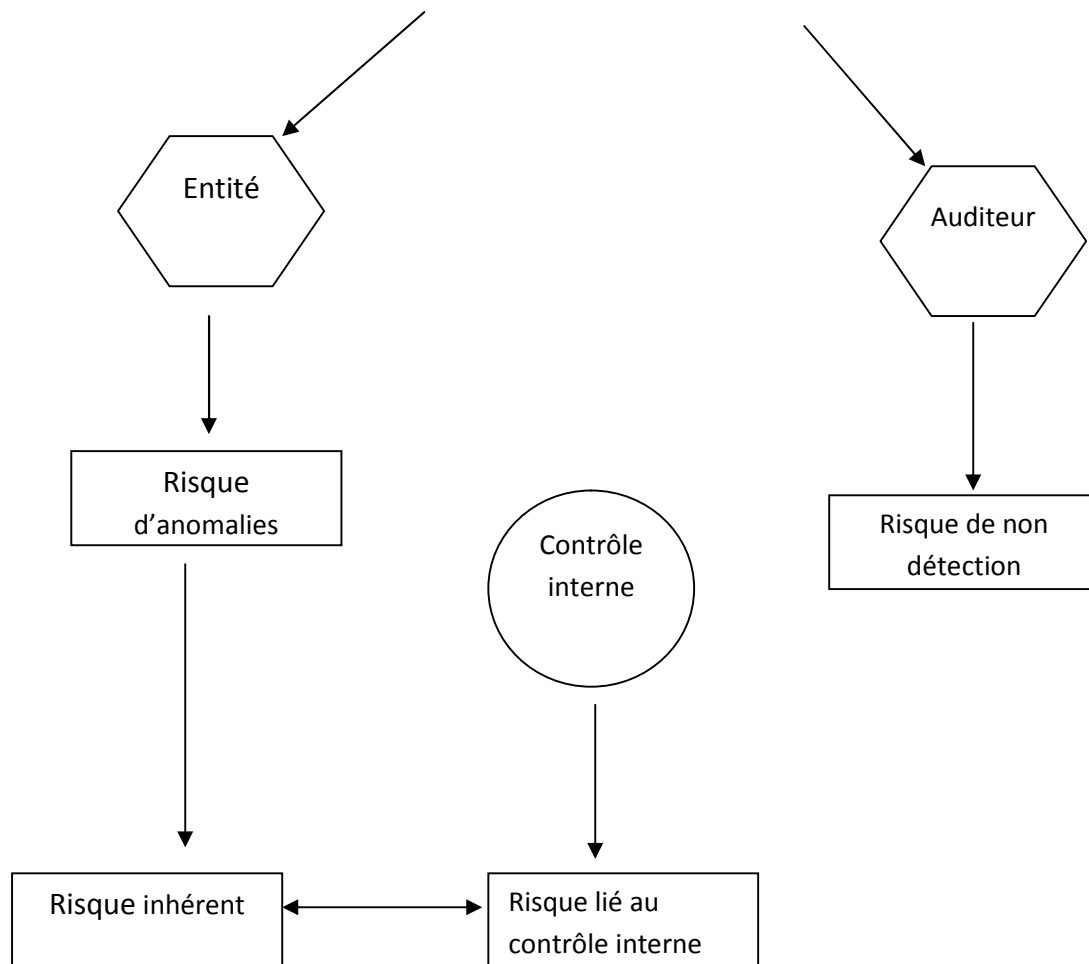 Entité
Auditeur
Risque
d’anomalies
Contrôle
interne
Risque de non
détection
Risque inhérent
Risque lié au
contrôle interne